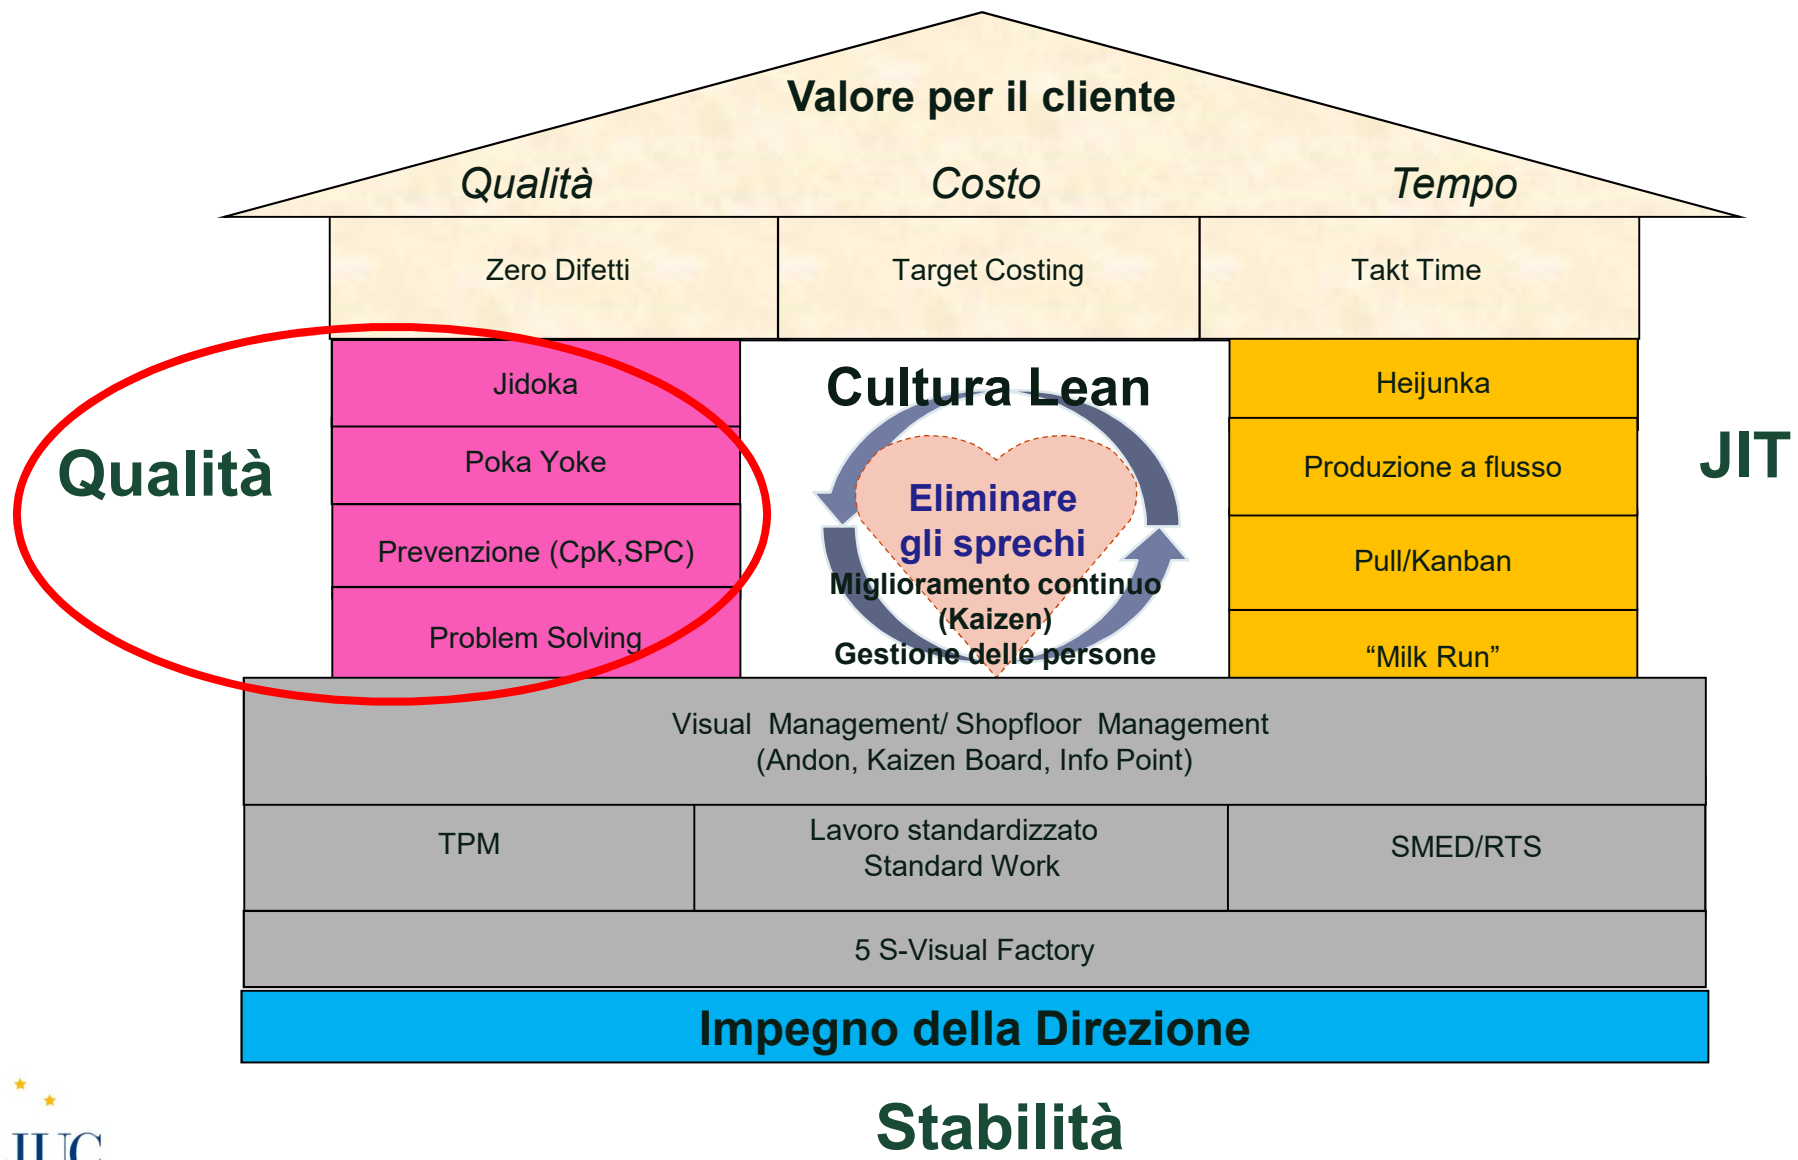 Valore per il cliente
Qualità
Costo
Tempo
Zero Difetti
Target Costing
Takt Time
Qualità
Jidoka
Poka Yoke
Prevenzione (CpK,SPC)
Problem Solving
Cultura Lean
Eliminare
gli sprechi
Miglioramento continuo
(Kaizen)
Gestione delle persone
Heijunka
Produzione a flusso
Pull/Kanban
“Milk Run”
JIT
Visual Management/ Shopfloor Management
(Andon, Kaizen Board, Info Point)
TPM
Lavoro standardizzato
Standard Work
SMED/RTS
5 S-Visual Factory
Impegno della Direzione
Stabilità